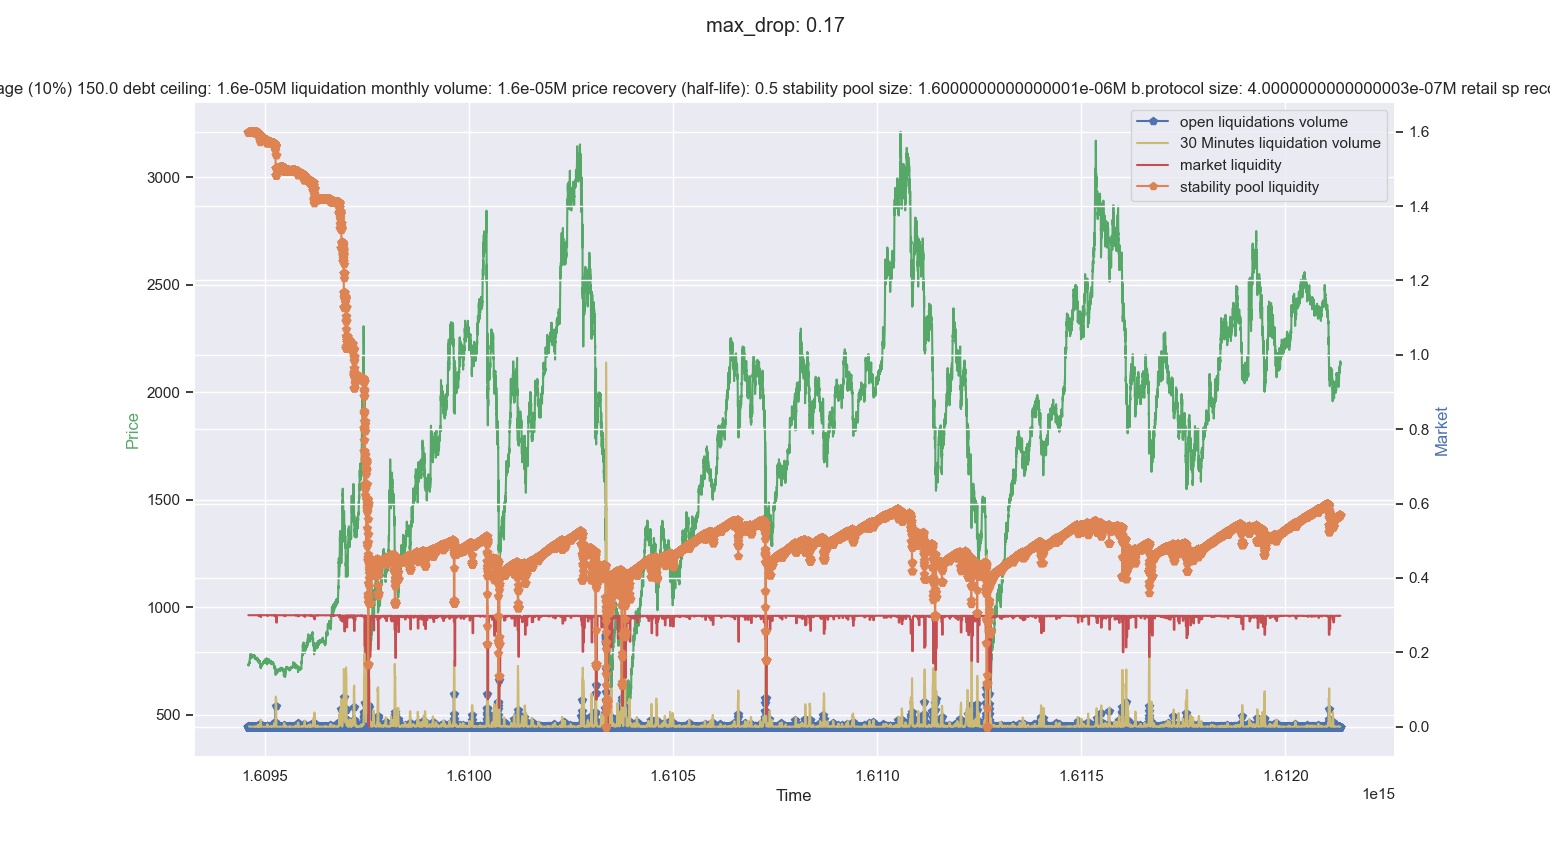 max_drop: 0.17
age (10%) 150.0 debt ceiling: 1.6e-05M liquidation monthly volume: 1.6e-05M price recovery (half-life): 0.5 stability pool size: 1.6000000000000001e-06M b.protocol size: 4.0000000000000003e-07M retail sp reco
open liquidations volume
30 Minutes liquidation volume
market liquidity
stability pool liquidity
3000
2500
2000
1500
1000
500
Price
1.6
1.4
1.2
1.0
0.8
0.6
0.4
0.2
0.0
Market
1.6095
1.6100
1.6105
1.6110
1.6115
1.6120
Time
1e15